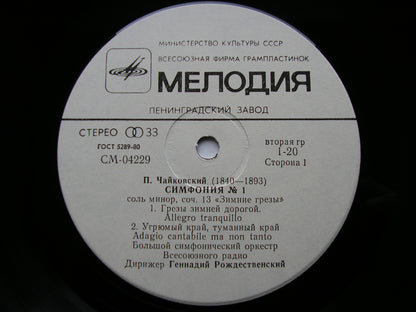 МИНИСТЕРСТВО КУЛЬТУРЫ СССР
ВСЕСОЮЗНАЯ ФИРМА ГРАМПЛАСТИНОК
МЕЛОДИЯ
ЛЕНИНГРАДСКИЙ ЗАВОД
СТЕРЕО 33
ГОСТ 5289-80
СМ-04229
вторая гр
1-20
Сторона 1
П. Чайковский (1840—1893)
СИМФОНИЯ № 1
соль минор, соч. 13 «Зимние грезы»
1. Грезы зимней дорогой.
Allegro tranquillo
2. Угрюмый край, туманный край
Adagio cantabile ma non tanto
Большой симфонический оркестр
Всесоюзного радио
Дирижер Геннадий Рождественский